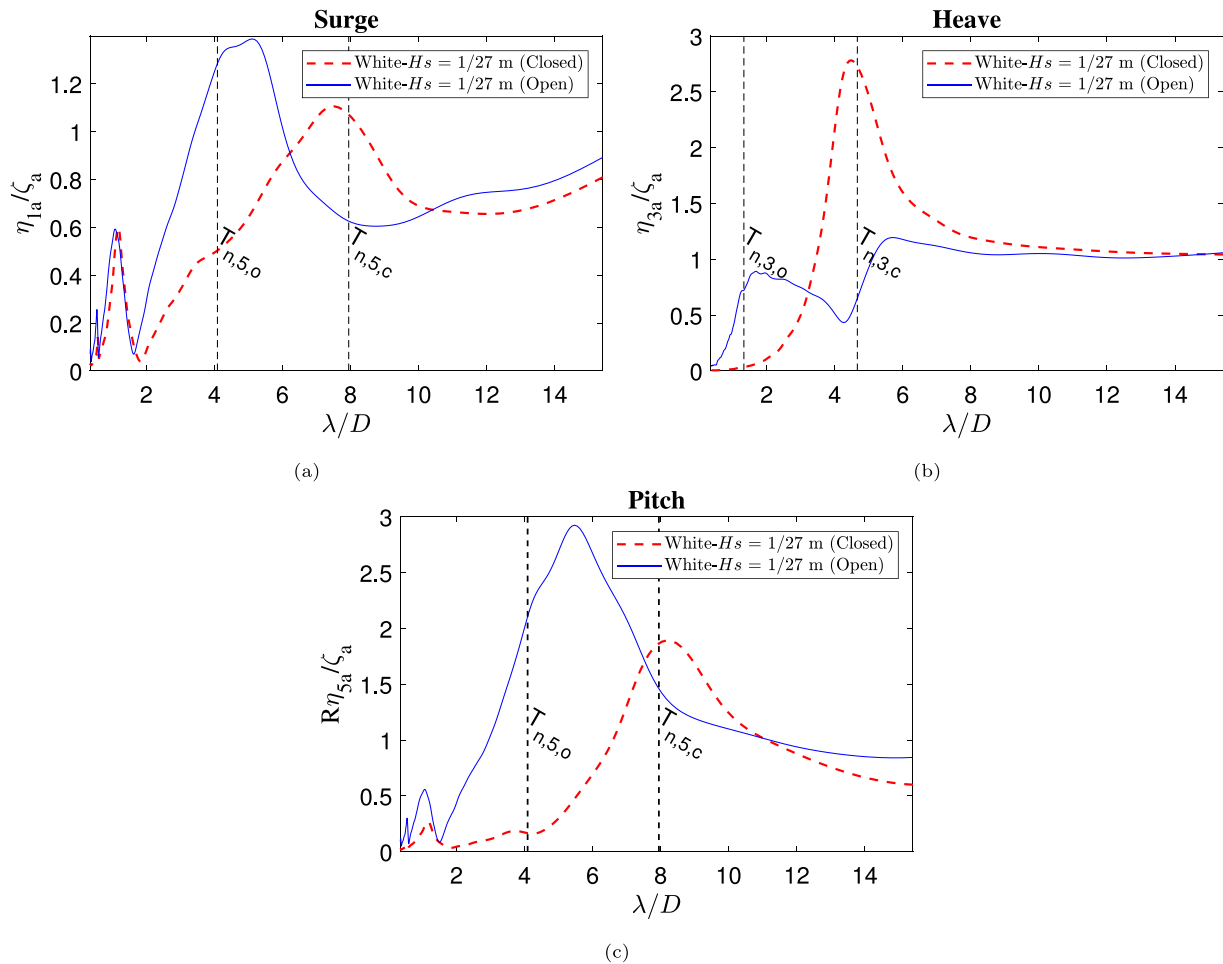 Surge
White-Hs = 1/27 m (Closed)
White-Hs = 1/27 m (Open)
η1a/ζa
0
0.2
0.4
0.6
0.8
1
1.2
Tn,5,o
Tn,5,c
2 4 6 8 10 12 14
λ/D
(a)
Heave
White-Hs = 1/27 m (Closed)
White-Hs = 1/27 m (Open)
η3a/ζa
0
0.5
1
1.5
2
2.5
3
Tn,3,o
Tn,3,c
2 4 6 8 10 12 14
λ/D
(b)
Pitch
White-Hs = 1/27 m (Closed)
White-Hs = 1/27 m (Open)
Rη5a/ζa
0
0.5
1
1.5
2
2.5
3
Tn,5,o
Tn,5,c
2 4 6 8 10 12 14
λ/D
(c)